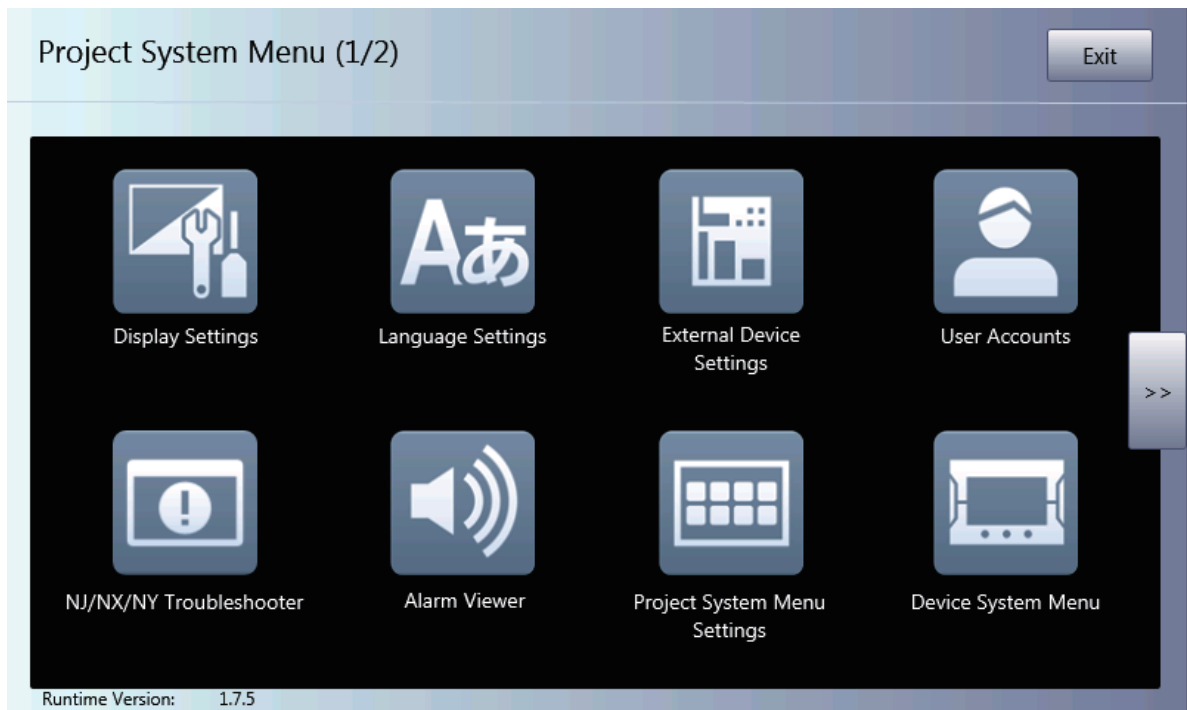 Project System Menu (1/2)
Exit
Aあ
Display Settings
Language Settings
External Device
Settings
User Accounts
>>
!
NJ/NX/NY Troubleshooter
Alarm Viewer
Project System Menu
Settings
Device System Menu
Runtime Version: 1.7.5